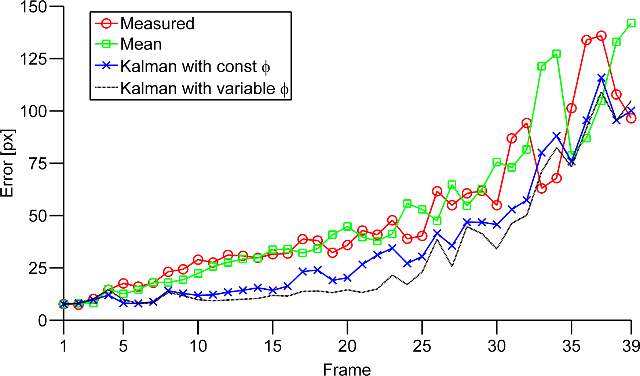 150
125
100
75
50
25
0
Error [px]
Measured
Mean
Kalman with const ϕ
Kalman with variable ϕ
1 5 10 15 20 25 30 35 39
Frame